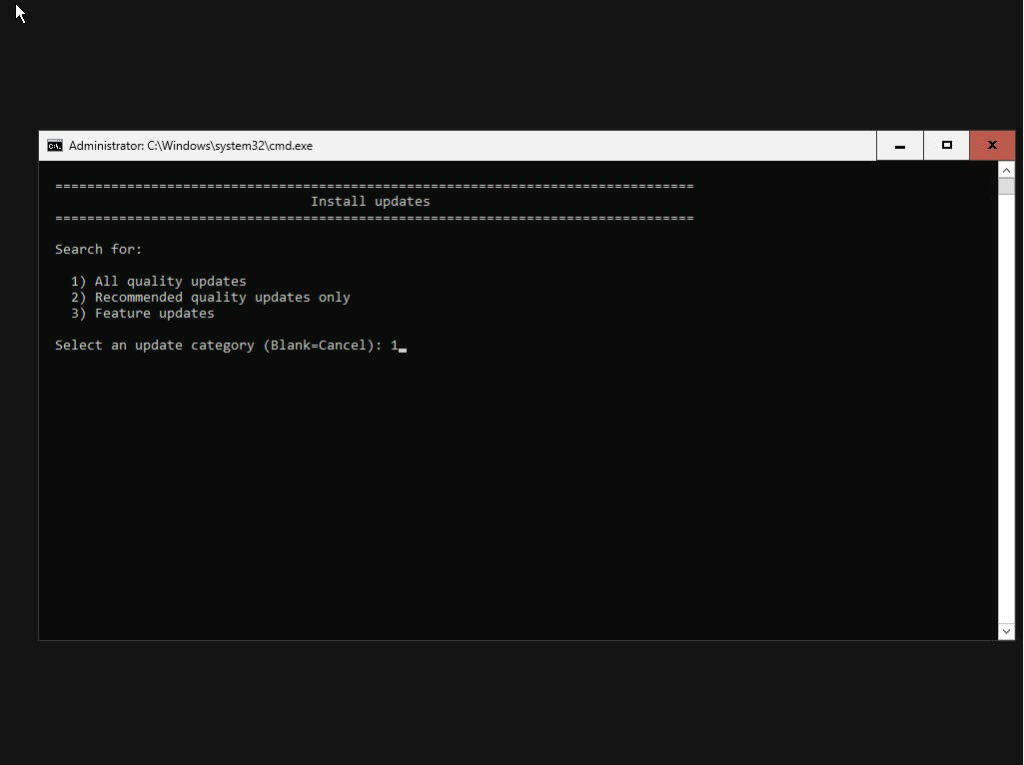 Administrator: C:\Windows\system32\cmd.exe
================================================================================
Install updates
================================================================================
Search for:
1) All quality updates
2) Recommended quality updates only
3) Feature updates
Select an update category (Blank=Cancel): 1_